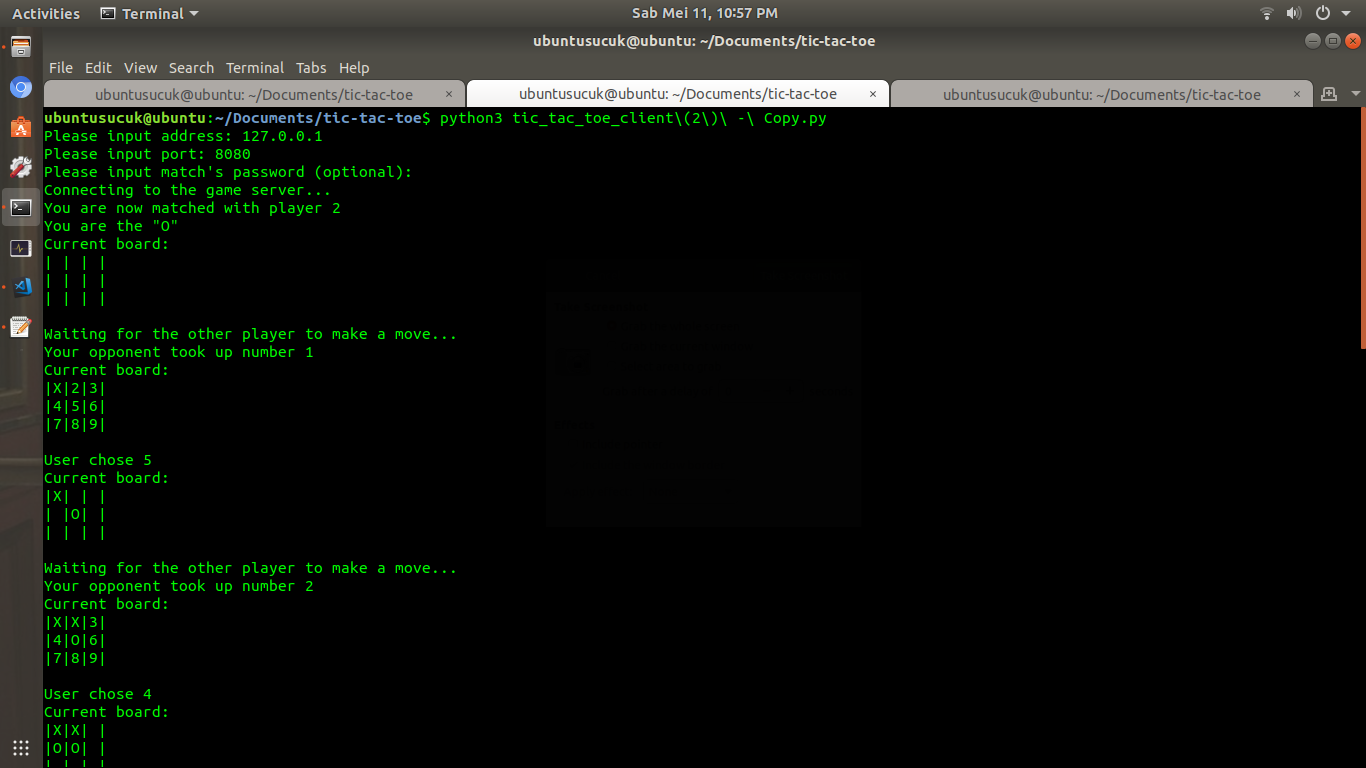 Activities Terminal Sab Mei 11, 10:57 PM
ubuntusucuk@ubuntu: ~/Documents/tic-tac-toe
File Edit View Search Terminal Tabs Help
ubuntusucuk@ubuntu: ~/Documents/tic-tac-toe × ubuntusucuk@ubuntu: ~/Documents/tic-tac-toe × ubuntusucuk@ubuntu: ~/Documents/tic-tac-toe ×
ubuntusucuk@ubuntu:~/Documents/tic-tac-toe$ python3 tic_tac_toe_client\(2\)\ -\ Copy.py
Please input address: 127.0.0.1
Please input port: 8080
Please input match's password (optional):
Connecting to the game server...
You are now matched with player 2
You are the "O"
Current board:
| | | |
| | | |
| | | |
Waiting for the other player to make a move...
Your opponent took up number 1
Current board:
|X|2|3|
|4|5|6|
|7|8|9|
User chose 5
Current board:
|X| | |
| |O| |
| | | |
Waiting for the other player to make a move...
Your opponent took up number 2
Current board:
|X|X|3|
|4|O|6|
|7|8|9|
User chose 4
Current board:
|X|X| |
|O|O| |
| | | |